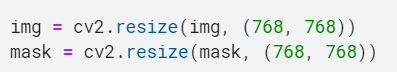 img = cv2.resize(img, (768, 768))
mask = cv2.resize(mask, (768, 768))